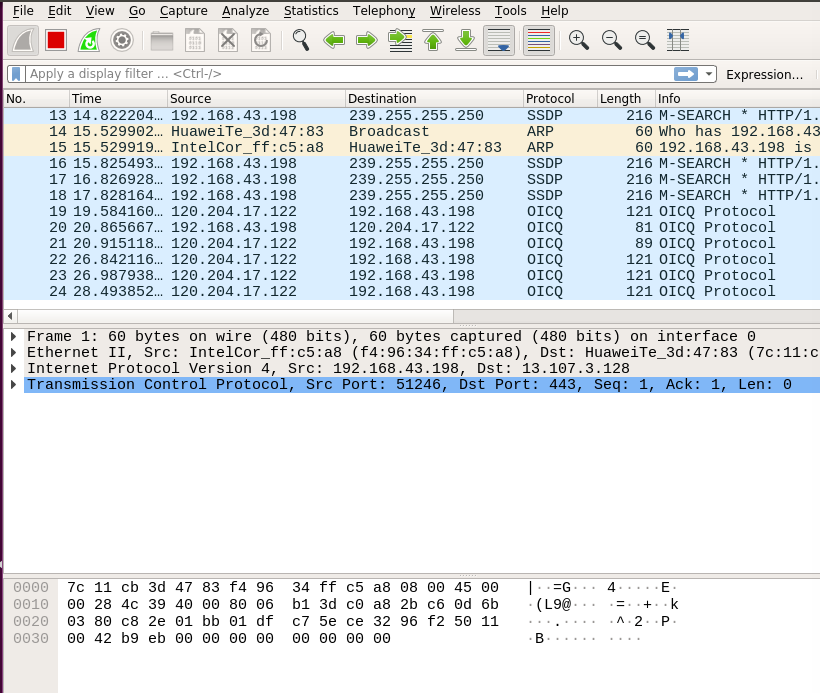 File Edit View Go Capture Analyze Statistics Telephony Wireless Tools Help
Apply a display filter ... <Ctrl-/> Expression...
No. Time Source Destination Protocol Length Info
13 14.822204... 192.168.43.198 239.255.255.250 SSDP 216 M-SEARCH * HTTP/1.
14 15.529902... HuaweiTe_3d:47:83 Broadcast ARP 60 Who has 192.168.43
15 15.529919... IntelCor_ff:c5:a8 HuaweiTe_3d:47:83 ARP 60 192.168.43.198 is
16 15.825493... 192.168.43.198 239.255.255.250 SSDP 216 M-SEARCH * HTTP/1.
17 16.826928... 192.168.43.198 239.255.255.250 SSDP 216 M-SEARCH * HTTP/1.
18 17.828164... 192.168.43.198 239.255.255.250 SSDP 216 M-SEARCH * HTTP/1.
19 19.584160... 120.204.17.122 192.168.43.198 OICQ 121 OICQ Protocol
20 20.865667... 192.168.43.198 120.204.17.122 OICQ 81 OICQ Protocol
21 20.915118... 120.204.17.122 192.168.43.198 OICQ 89 OICQ Protocol
22 26.842116... 120.204.17.122 192.168.43.198 OICQ 121 OICQ Protocol
23 26.987938... 120.204.17.122 192.168.43.198 OICQ 121 OICQ Protocol
24 28.493852... 120.204.17.122 192.168.43.198 OICQ 121 OICQ Protocol
Frame 1: 60 bytes on wire (480 bits), 60 bytes captured (480 bits) on interface 0
Ethernet II, Src: IntelCor_ff:c5:a8 (f4:96:34:ff:c5:a8), Dst: HuaweiTe_3d:47:83 (7c:11:c
Internet Protocol Version 4, Src: 192.168.43.198, Dst: 13.107.3.128
Transmission Control Protocol, Src Port: 51246, Dst Port: 443, Seq: 1, Ack: 1, Len: 0
0000 7c 11 cb 3d 47 83 f4 96 34 ff c5 a8 08 00 45 00 |··=G··· 4·····E·
0010 00 28 4c 39 40 00 80 06 b1 3d c0 a8 2b c6 0d 6b ·(L9@··· ·=··+··k
0020 03 80 c8 2e 01 bb 01 df c7 5e ce 32 96 f2 50 11 ···.···· ·^·2··P·
0030 00 42 b9 eb 00 00 00 00 00 00 00 00 ·B······ ····